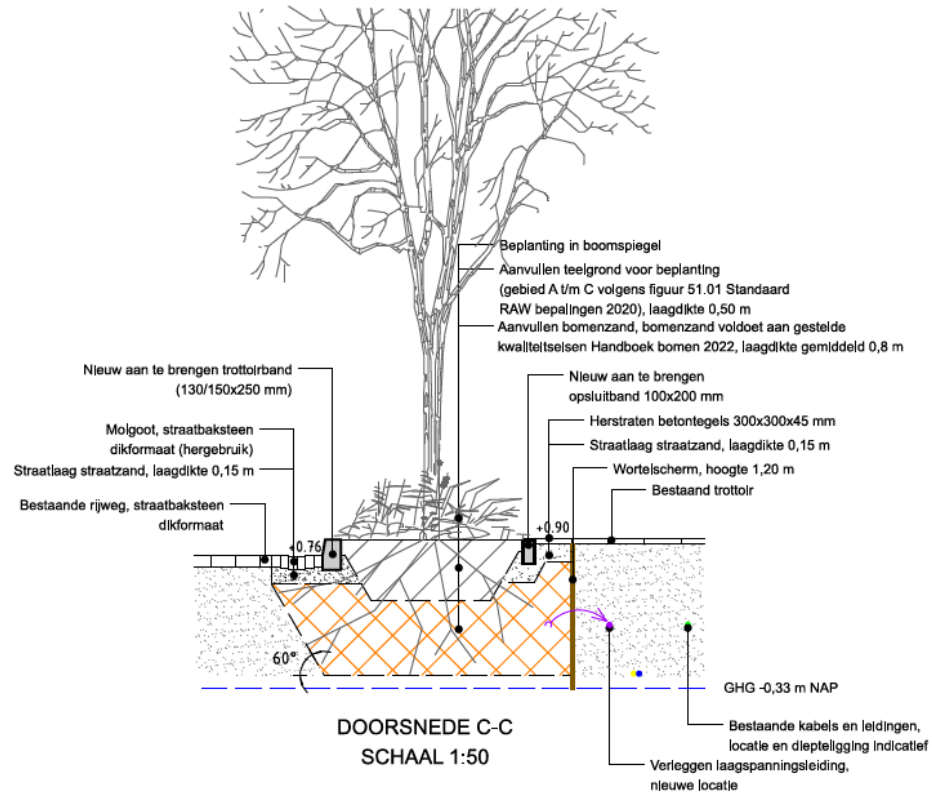 Beplanting in boomspiegel
Aanvullen teelgrond voor beplanting
(gebied A t/m C volgens figuur 51.01 Standaard
RAW bepalingen 2020), laagdikte 0,50 m
Aanvullen bomenzand, bomenzand voldoet aan gestelde
kwaliteitseisen Handboek bomen 2022, laagdikte gemiddeld 0,8 m
Nieuw aan te brengen trottoirband
(130/150x250 mm)
Nieuw aan te brengen
opsluitband 100x200 mm
Molgoot, straatbaksteen
dikformaat (hergebruik)
Herstraten betontegels 300x300x45 mm
Straatlaag straatzand, laagdikte 0,15 m
Straatlaag straatzand, laagdikte 0,15 m
Wortelscherm, hoogte 1,20 m
Bestaand trottoir
Bestaande rijweg, straatbaksteen
dikformaat
+0.90
+0.76
60°
GHG -0,33 m NAP
DOORSNEDE C-C
SCHAAL 1:50
Bestaande kabels en leidingen,
locatie en diepteligging indicatief
Verleggen laagspanningsleiding,
nieuwe locatie